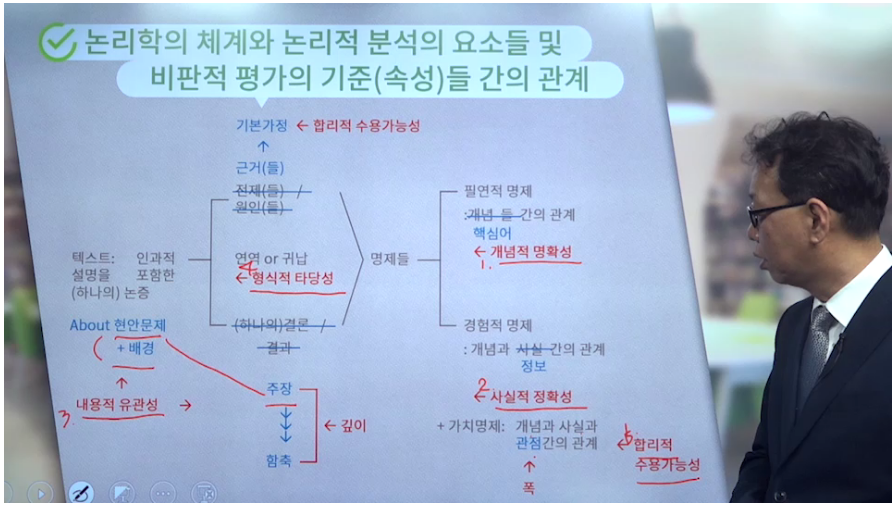 논리학의 체계와 논리적 분석의 요소들 및
비판적 평가의 기준(속성)들 간의 관계
기본가정 ← 합리적 수용가능성
↑
근거(들)
전제(들) /
원인(들)
텍스트: 인과적
설명을 포함한
(하나의) 논증
연역 or 귀납
4
← 형식적 타당성
명제들
필연적 명제
:개념 들 간의 관계
핵심어
← 개념적 명확성
1.
(하나의)결론 /
결과
About 현안문제
+ 배경
↑
3. 내용적 유관성 →
주장
← 깊이
함축
경험적 명제
: 개념과 사실 간의 관계
정보
2
← 사실적 정확성
+ 가치명제: 개념과 사실과
관점간의 관계
↑
폭
5
← 합리적
수용가능성